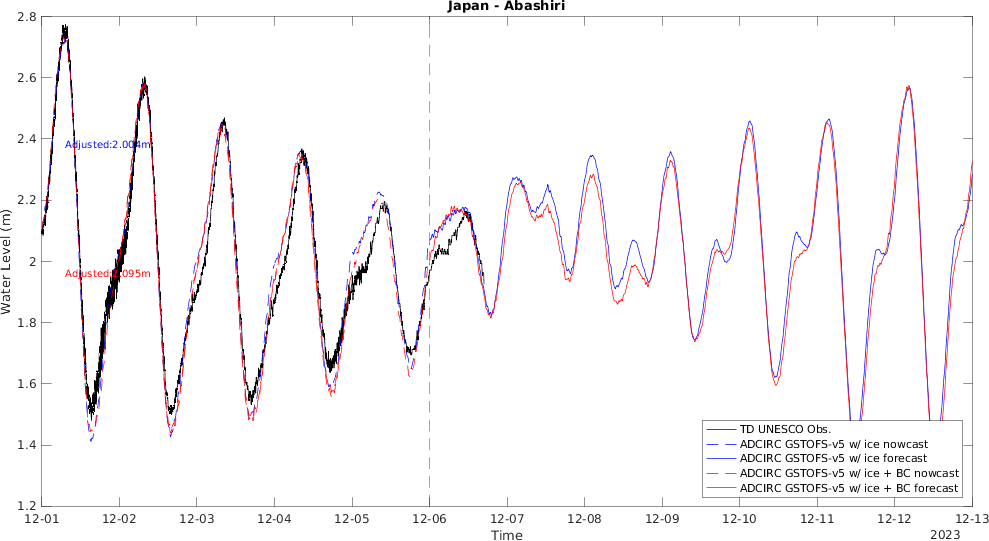 Japan - Abashiri
Water Level (m)
2.8
2.6
2.4
2.2
2
1.8
1.6
1.4
1.2
Adjusted:2.004m
Adjusted:2.095m
TD UNESCO Obs.
ADCIRC GSTOFS-v5 w/ ice nowcast
ADCIRC GSTOFS-v5 w/ ice forecast
ADCIRC GSTOFS-v5 w/ ice + BC nowcast
ADCIRC GSTOFS-v5 w/ ice + BC forecast
12-01 12-02 12-03 12-04 12-05 12-06 12-07 12-08 12-09 12-10 12-11 12-12 12-13
Time
2023